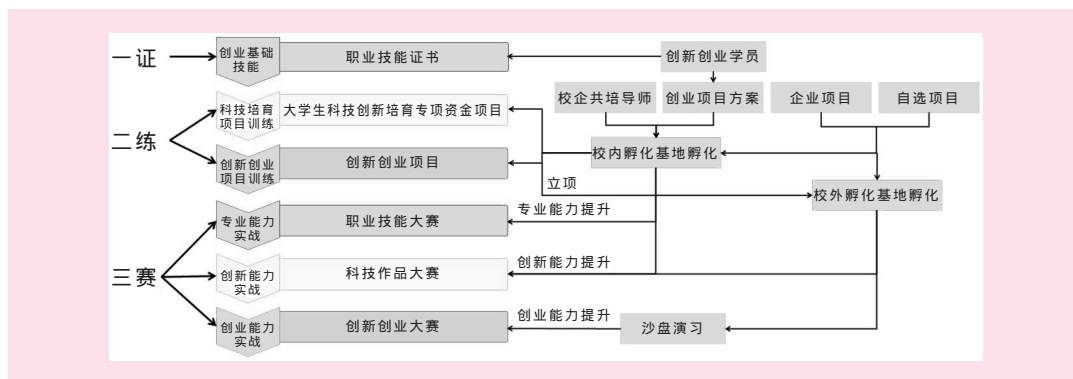 一证
创业基础
技能
职业技能证书
创新创业学员
校企共培导师
创业项目方案
企业项目
自选项目
二练
科技培育
项目训练
大学生科技创新培育专项资金项目
创新创业
项目训练
创新创业项目
校内孵化基地孵化
立项
校外孵化基地孵化
三赛
专业能力
实战
职业技能大赛
专业能力提升
创新能力
实战
科技作品大赛
创新能力提升
创业能力
实战
创新创业大赛
创业能力提升
沙盘演习